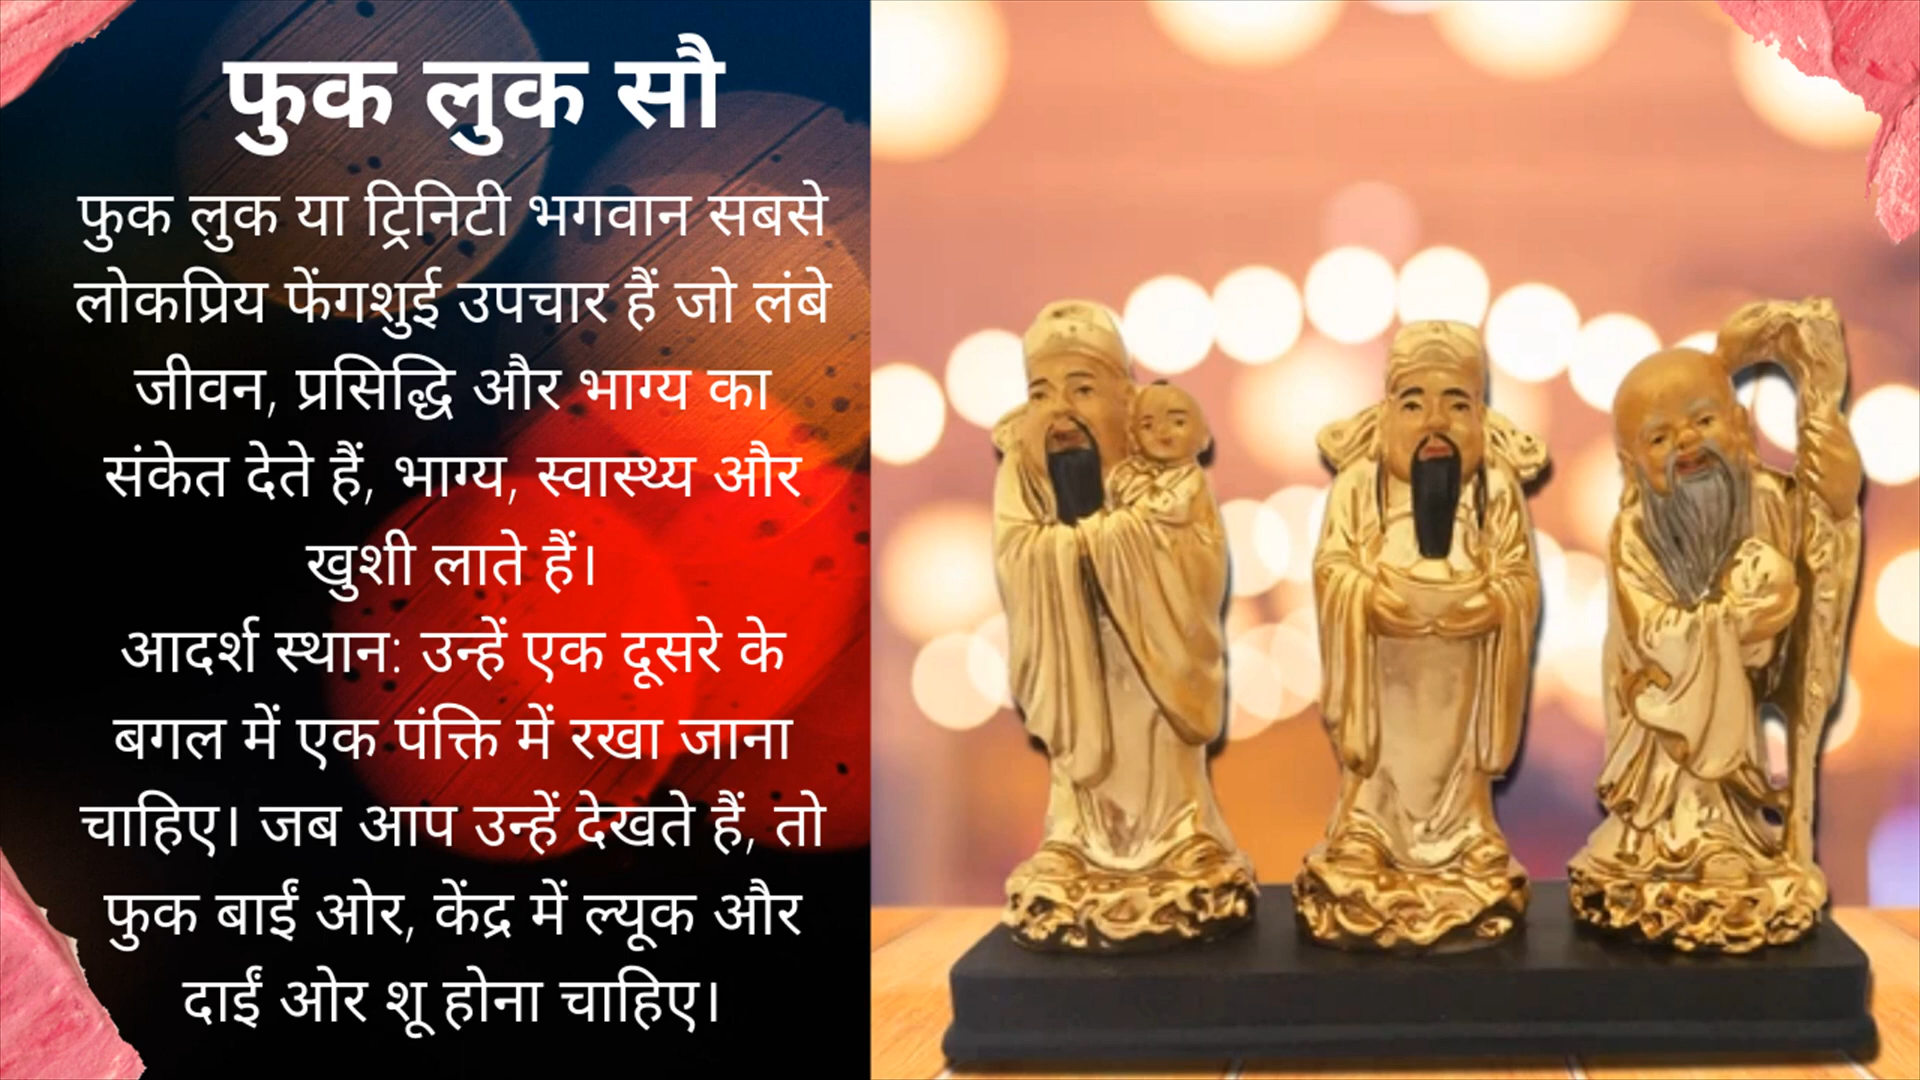 फुक लुक सौ
फुक लुक या ट्रिनिटी भगवान सबसे
लोकप्रिय फेंगशुई उपचार हैं जो लंबे
जीवन, प्रसिद्धि और भाग्य का
संकेत देते हैं, भाग्य, स्वास्थ्य और
खुशी लाते हैं।
आदर्श स्थान: उन्हें एक दूसरे के
बगल में एक पंक्ति में रखा जाना
चाहिए। जब आप उन्हें देखते हैं, तो
फुक बाईं ओर, केंद्र में ल्यूक और
दाईं ओर शू होना चाहिए।